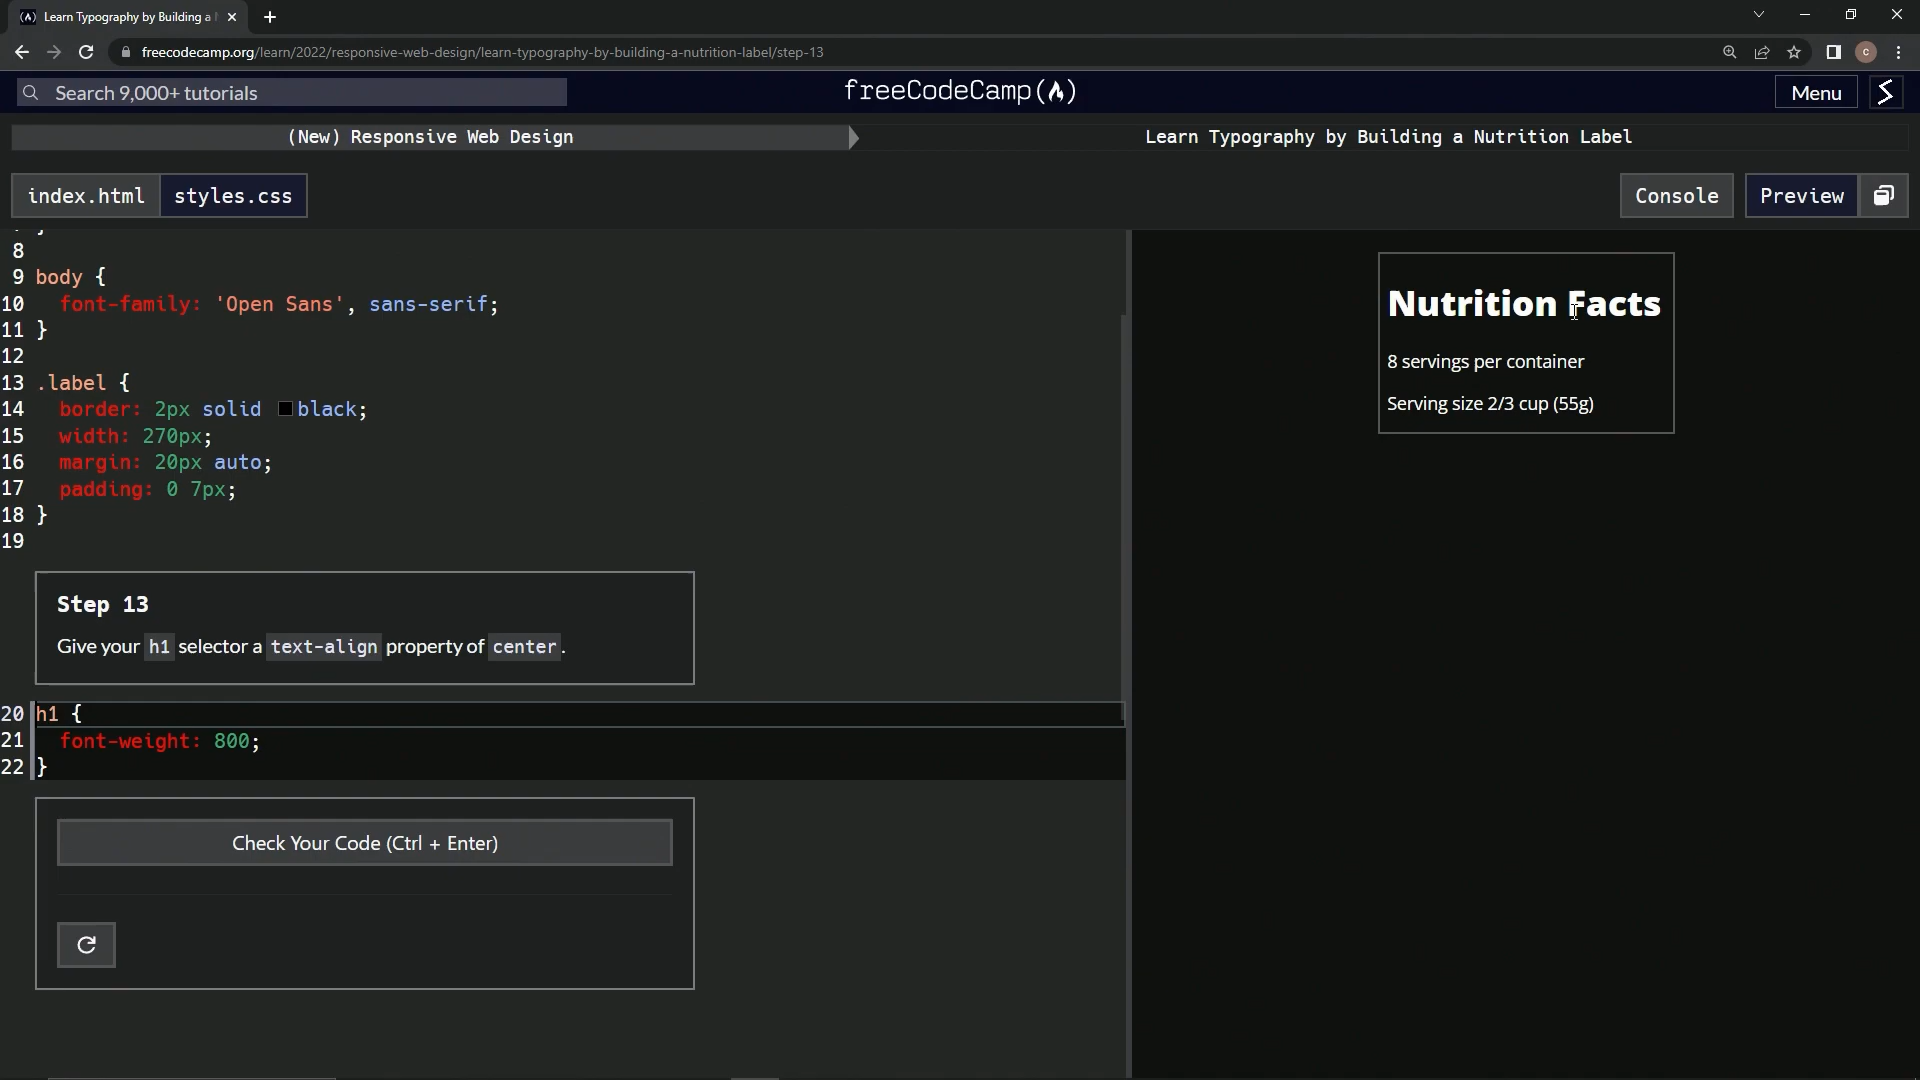 Learn Typography by Building a
freecodecamp.org/learn/2022/responsive-web-design/learn-typography-by-building-a-nutrition-label/step-13
c
Search 9,000+ tutorials
freeCodeCamp
Menu
(New) Responsive Web Design
Learn Typography by Building a Nutrition Label
index.html
styles.css
Console
Preview
8
9 body {
10 font-family: 'Open Sans', sans-serif;
11 }
12
13 .label {
14 border: 2px solid black;
15 width: 270px;
16 margin: 20px auto;
17 padding: 0 7px;
18 }
19
Step 13
Give your h1 selector a text-align property of center.
20 h1 {
21 font-weight: 800;
22 }
Check Your Code (Ctrl + Enter)
Nutrition Facts
8 servings per container
Serving size 2/3 cup (55g)